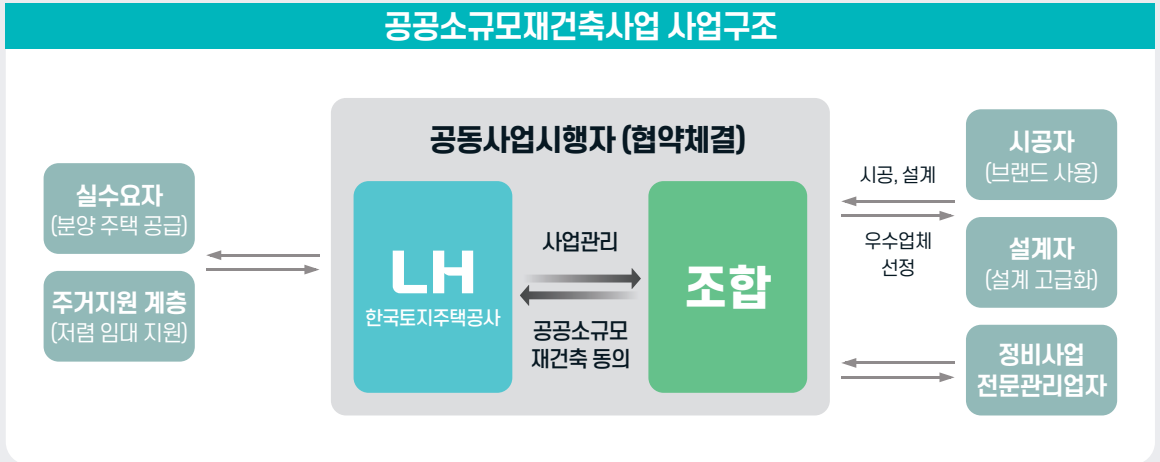 공공소규모재건축사업 사업구조
실수요자
(분양 주택 공급)
주거지원 계층
(저렴 임대 지원)
공동사업시행자 (협약체결)
LH
한국토지주택공사
사업관리
공공소규모
재건축 동의
조합
시공, 설계
우수업체
선정
시공자
(브랜드 사용)
설계자
(설계 고급화)
정비사업
전문관리업자